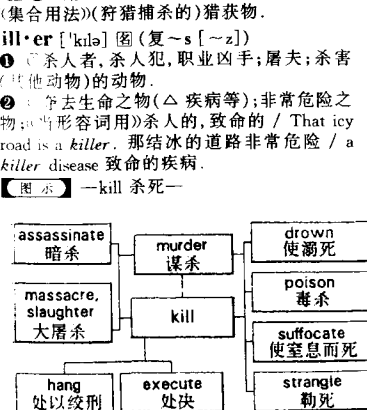 (集合用法))(狩猎捕杀的)猎获物.
ill·er ['kɪlə] 图 (复~s [~z])
❶ 杀人者,杀人犯,职业凶手;屠夫;杀害
他动物)的动物.
❷ 去生命之物(△ 疾病等);非常危险之
物;当形容词用))杀人的,致命的 / That icy
road is a killer. 那结冰的道路非常危险 / a
killer disease 致命的疾病.
【图示】 —kill 杀死—
assassinate
暗杀
murder
谋杀
drown
使溺死
massacre,
slaughter
大屠杀
kill
poison
毒杀
suffocate
使窒息而死
hang
处以绞刑
execute
处决
strangle
勒死